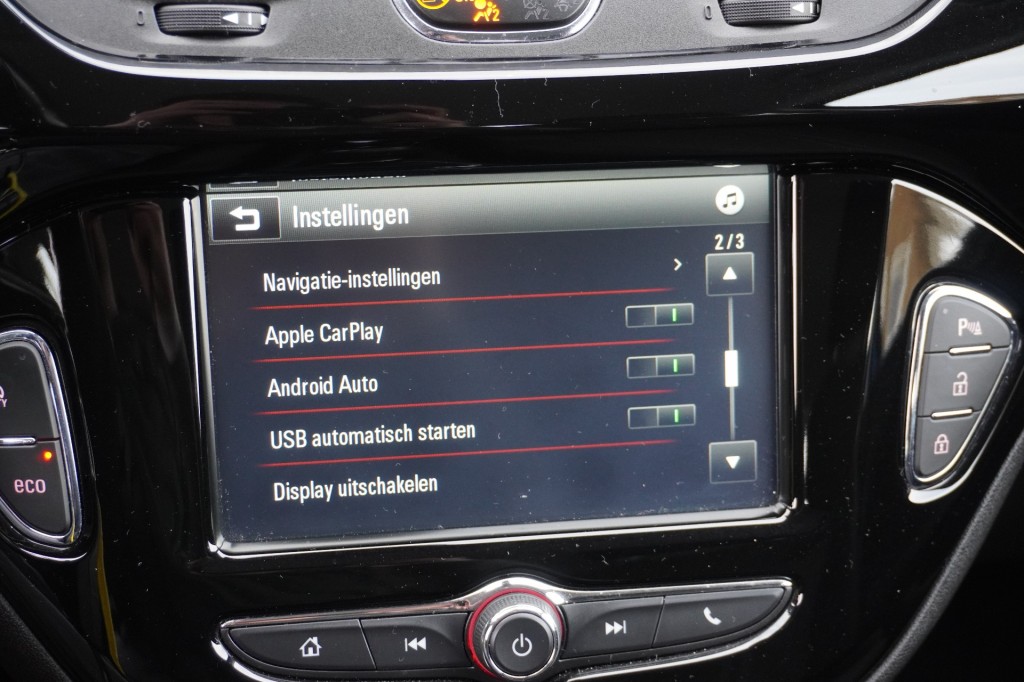 Instellingen
2/3
Navigatie-instellingen
Apple CarPlay
Android Auto
USB automatisch starten
Display uitschakelen
eco